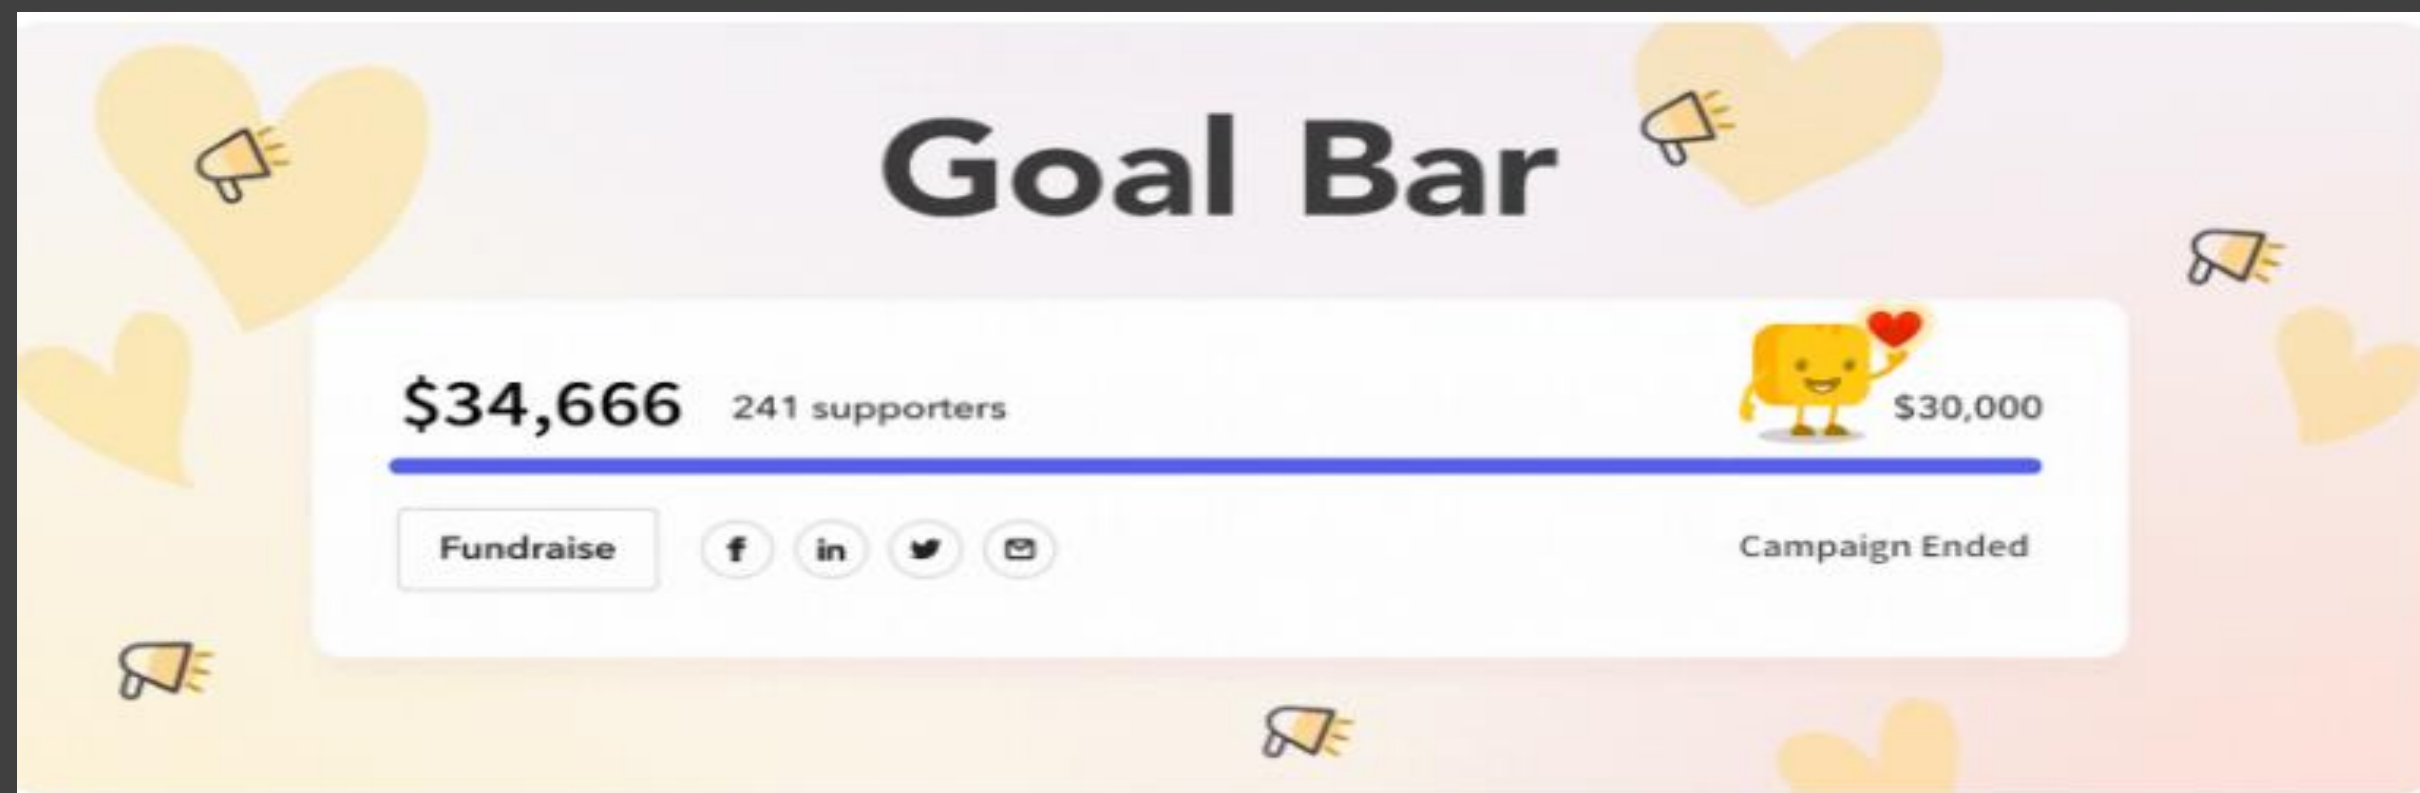 Goal Bar
$34,666 241 supporters $30,000
Fundraise f in Campaign Ended